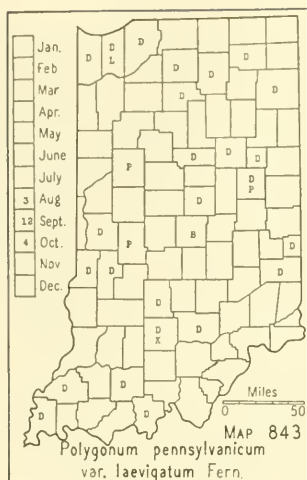 Jan.
Feb
Mar
Apr.
May
June
July
3 Aug
12 Sept.
4 Oct.
Nov
Dec.
D D D
L
D D
D
D D
D
D D D
P
D P
D
D P B
D
D D D
D
D D
X
D D
D D
Miles
0 50
MAP 843
Polygonum pennsylvanicum
var. laevigatum Fern.